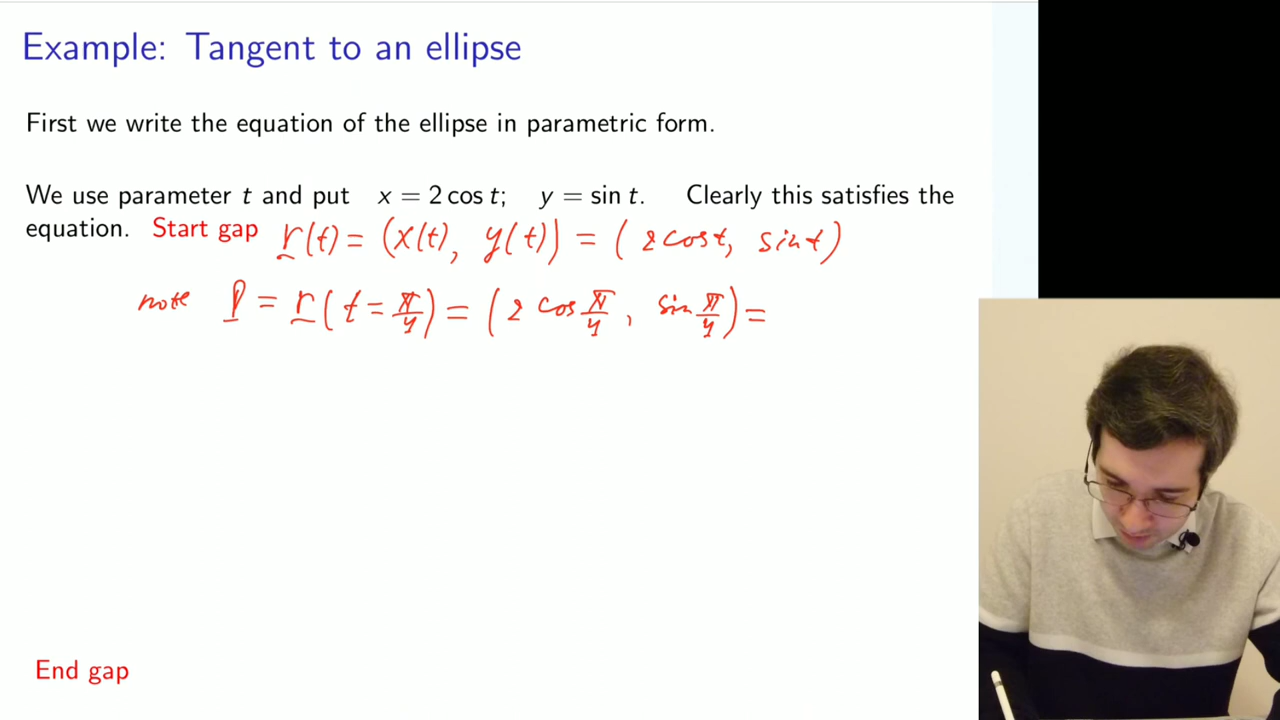 Example: Tangent to an ellipse
First we write the equation of the ellipse in parametric form.
We use parameter t and put x = 2 cos t; y = sin t. Clearly this satisfies the
equation. Start gap r(t) = (x(t), y(t)) = (2cost, sint)
note P = r(t = π/4) = (2 cos π/4, sin π/4) =
End gap